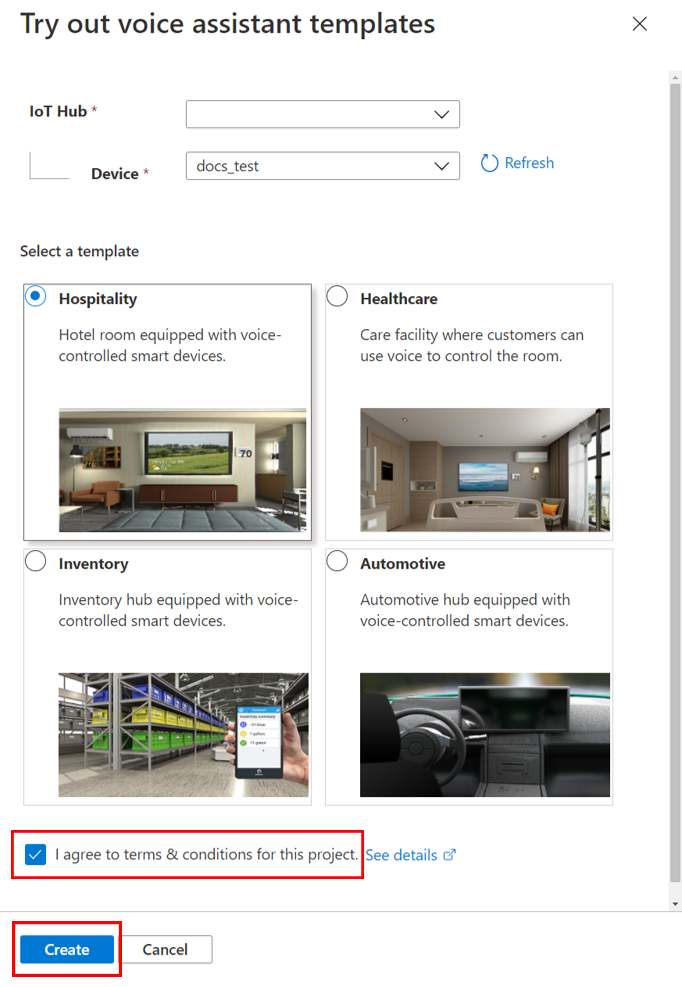 Try out voice assistant templates
IoT Hub *
Device *
docs_test
Refresh
Select a template
Hospitality
Hotel room equipped with voice-
controlled smart devices.
70
Healthcare
Care facility where customers can
use voice to control the room.
Inventory
Inventory hub equipped with voice-
controlled smart devices.
Inventory summary
Automotive
Automotive hub equipped with
voice-controlled smart devices.
I agree to terms & conditions for this project.
See details
Create
Cancel